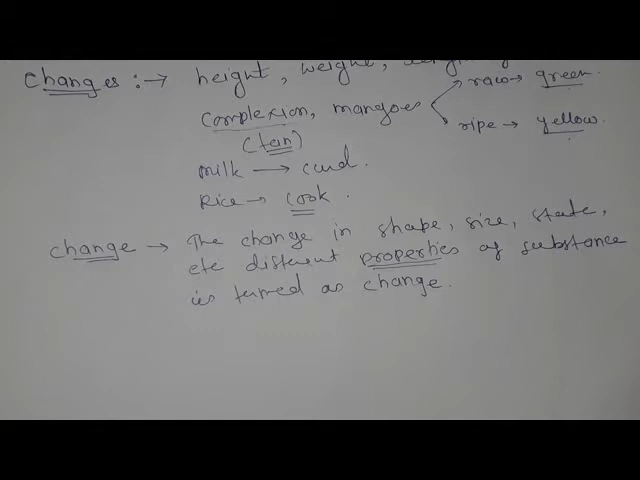 changes :→ height, weight, length
raw→ green.
complexion, mangoes
ripe → yellow.
(tan)
milk → curd.
Rice → cook.
change → The change in shape, size, state,
etc different properties of substance
is termed as change.